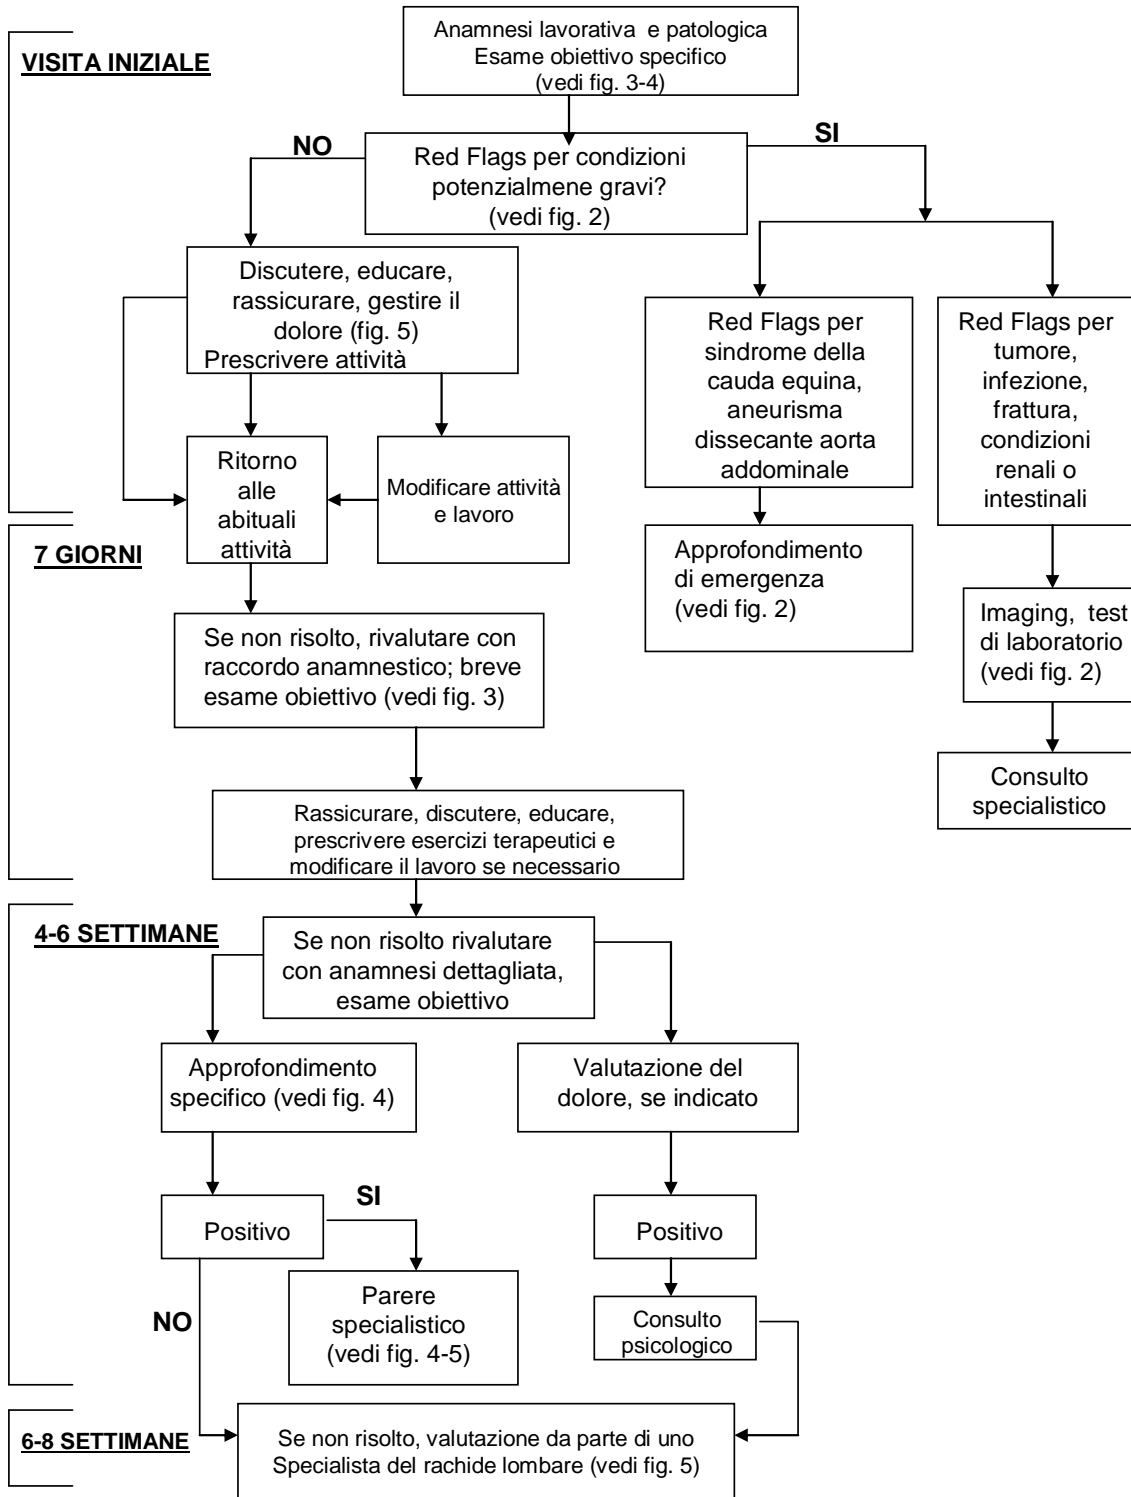 VISITA INIZIALE
Anamnesi lavorativa e patologica
Esame obiettivo specifico
(vedi fig. 3-4)
NO
SI
Red Flags per condizioni
potenzialmene gravi?
(vedi fig. 2)
Discutere, educare,
rassicurare, gestire il
dolore (fig. 5)
Prescrivere attività
Red Flags per
sindrome della
cauda equina,
aneurisma
dissecante aorta
addominale
Red Flags per
tumore,
infezione,
frattura,
condizioni
renali o
intestinali
Ritorno
alle
abituali
attività
Modificare attività
e lavoro
7 GIORNI
Approfondimento
di emergenza
(vedi fig. 2)
Imaging, test
di laboratorio
(vedi fig. 2)
Se non risolto, rivalutare con
raccordo anamnestico; breve
esame obiettivo (vedi fig. 3)
Consulto
specialistico
Rassicurare, discutere, educare,
prescrivere esercizi terapeutici e
modificare il lavoro se necessario
4-6 SETTIMANE
Se non risolto rivalutare
con anamnesi dettagliata,
esame obiettivo
Approfondimento
specifico (vedi fig. 4)
Valutazione del
dolore, se indicato
Positivo
SI
Positivo
NO
Parere
specialistico
(vedi fig. 4-5)
Consulto
psicologico
6-8 SETTIMANE
Se non risolto, valutazione da parte di uno
Specialista del rachide lombare (vedi fig. 5)